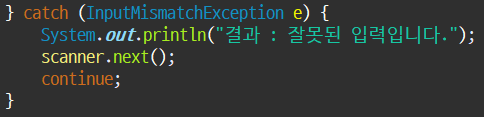 } catch (InputMismatchException e) {
    System.out.println("결과 : 잘못된 입력입니다.");
    scanner.next();
    continue;
}